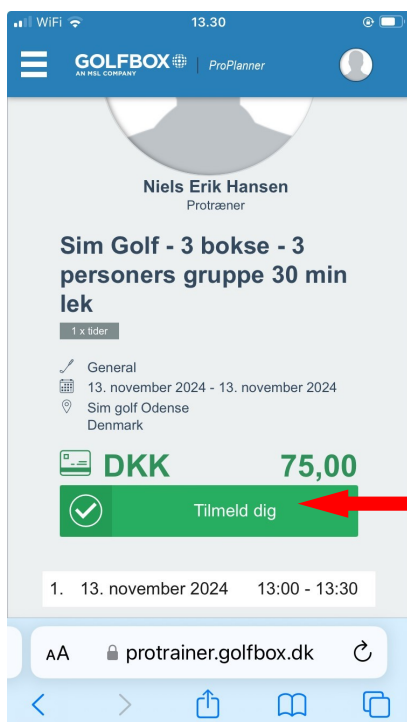 WiFi 13.30
GOLFBOX ProPlanner
AN MSL COMPANY
Niels Erik Hansen
Protræner
Sim Golf - 3 bokse - 3
personers gruppe 30 min
lek
1 x tider
General
13. november 2024 - 13. november 2024
Sim golf Odense
Denmark
DKK 75,00
Tilmeld dig
1. 13. november 2024 13:00 - 13:30
AA protrainer.golfbox.dk